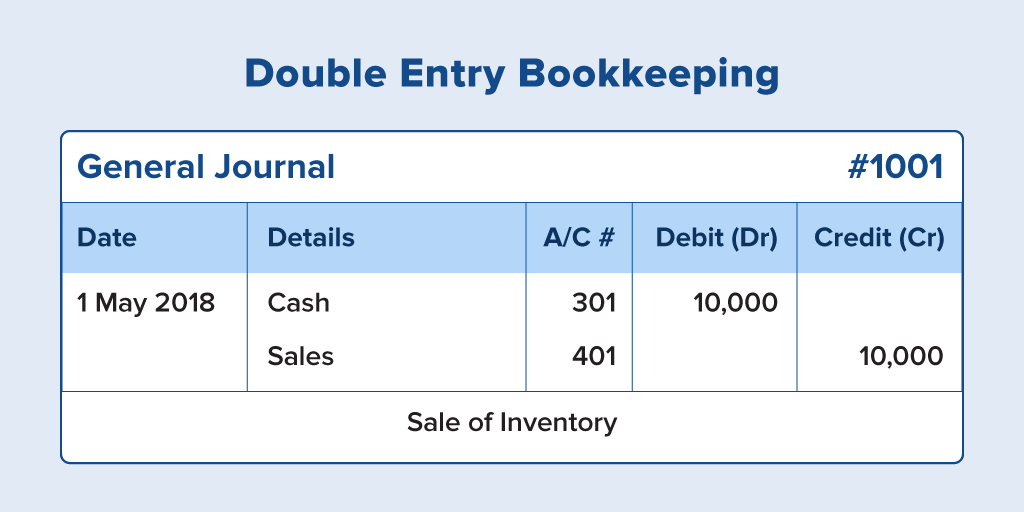 Double Entry Bookkeeping
General Journal #1001
Date Details A/C # Debit (Dr) Credit (Cr)
1 May 2018 Cash 301 10,000
Sales 401 10,000
Sale of Inventory